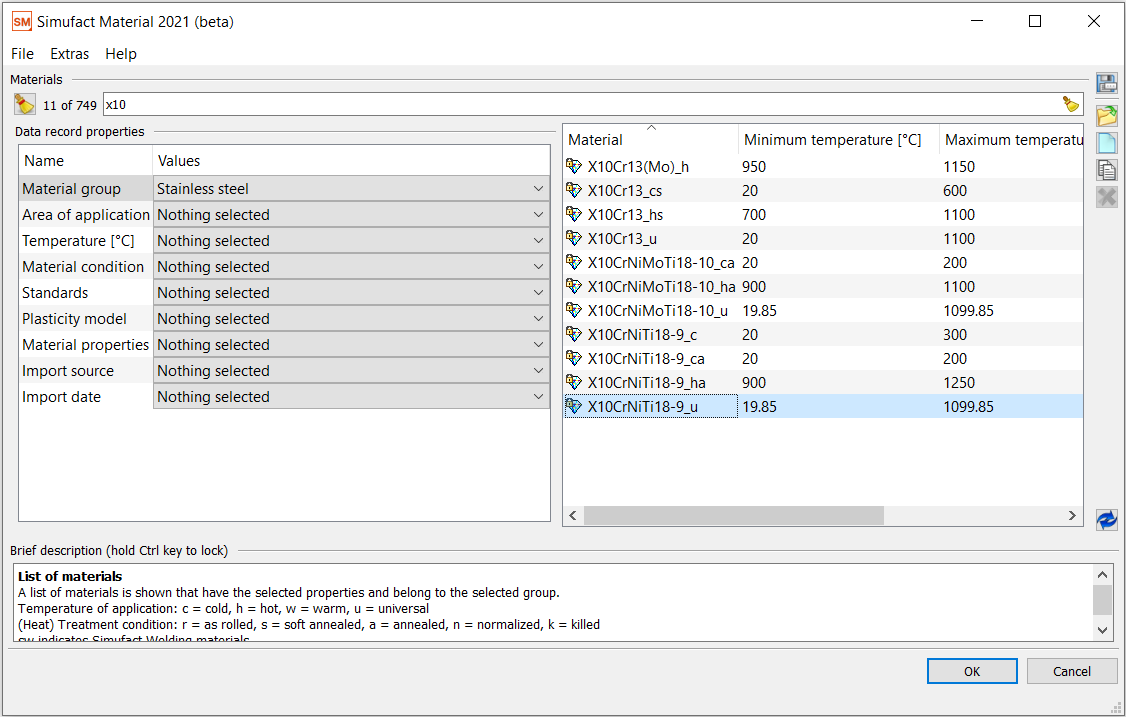 SM Simufact Material 2021 (beta)
File Extras Help
Materials
11 of 749 x10
Data record properties
Name Values
Material group Stainless steel
Area of application Nothing selected
Temperature [°C] Nothing selected
Material condition Nothing selected
Standards Nothing selected
Plasticity model Nothing selected
Material properties Nothing selected
Import source Nothing selected
Import date Nothing selected
Material Minimum temperature [°C] Maximum temperatu
X10Cr13(Mo)_h 950 1150
X10Cr13_cs 20 600
X10Cr13_hs 700 1100
X10Cr13_u 20 1100
X10CrNiMoTi18-10_ca 20 200
X10CrNiMoTi18-10_ha 900 1100
X10CrNiMoTi18-10_u 19.85 1099.85
X10CrNiTi18-9_c 20 300
X10CrNiTi18-9_ca 20 200
X10CrNiTi18-9_ha 900 1250
X10CrNiTi18-9_u 19.85 1099.85
Brief description (hold Ctrl key to lock)
List of materials
A list of materials is shown that have the selected properties and belong to the selected group.
Temperature of application: c = cold, h = hot, w = warm, u = universal
(Heat) Treatment condition: r = as rolled, s = soft annealed, a = annealed, n = normalized, k = killed
sw indicates Simufact Welding materials
OK Cancel